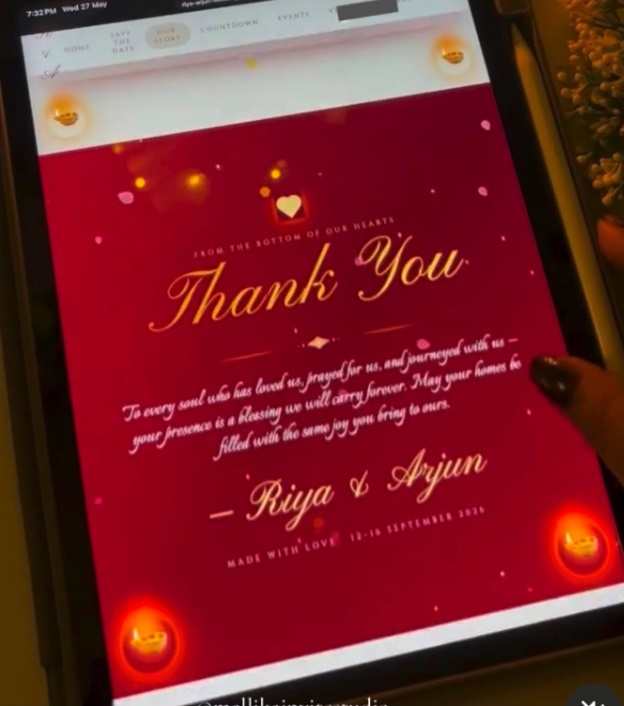 7:32PM Wed 27 May
HOME
SAVE THE DATE
OUR STORY
COUNTDOWN
EVENTS
&
A
FROM THE BOTTOM OF OUR HEARTS
Thank You
To every soul who has loved us, prayed for us, and journeyed with us —
your presence is a blessing we will carry forever. May your homes be
filled with the same joy you bring to ours.
— Riya & Arjun
MADE WITH LOVE 12-16 SEPTEMBER 2026